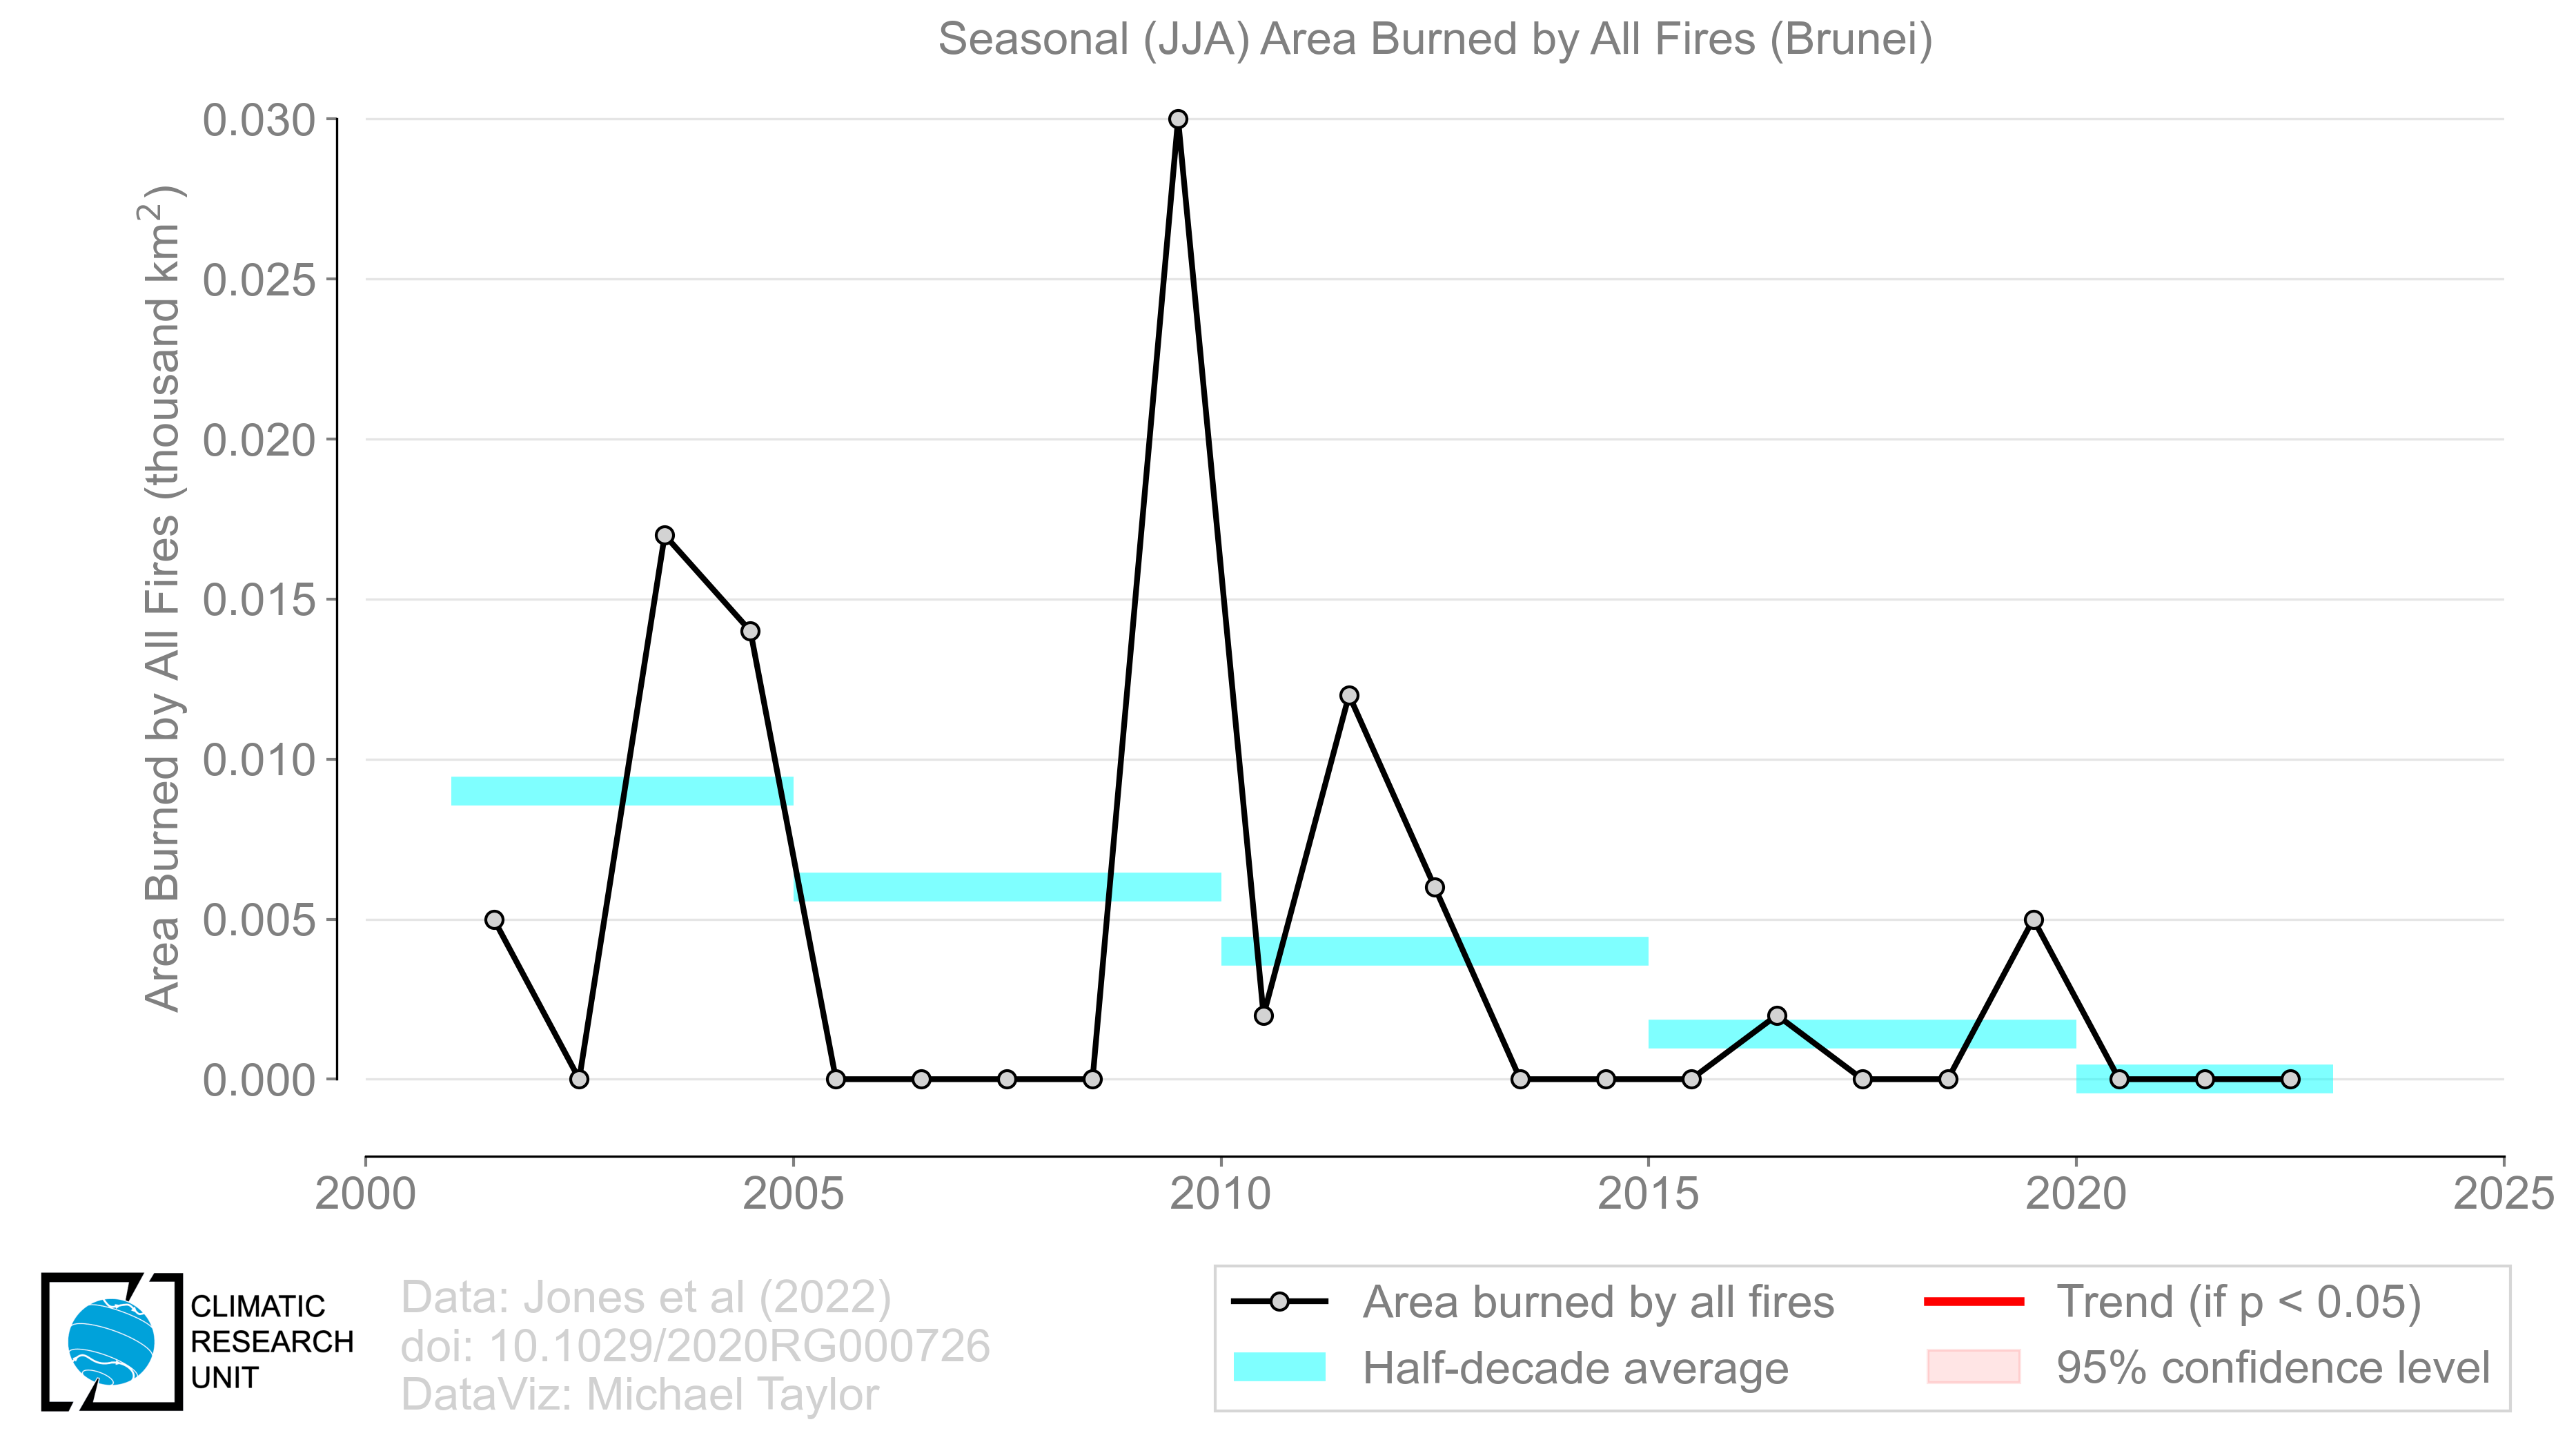 Seasonal (JJA) Area Burned by All Fires (Brunei)
Area Burned by All Fires (thousand km²)
0.030
0.025
0.020
0.015
0.010
0.005
0.000
2000 2005 2010 2015 2020 2025
CLIMATIC
RESEARCH
UNIT
Data: Jones et al (2022)
doi: 10.1029/2020RG000726
DataViz: Michael Taylor
Area burned by all fires
Half-decade average
Trend (if p < 0.05)
95% confidence level